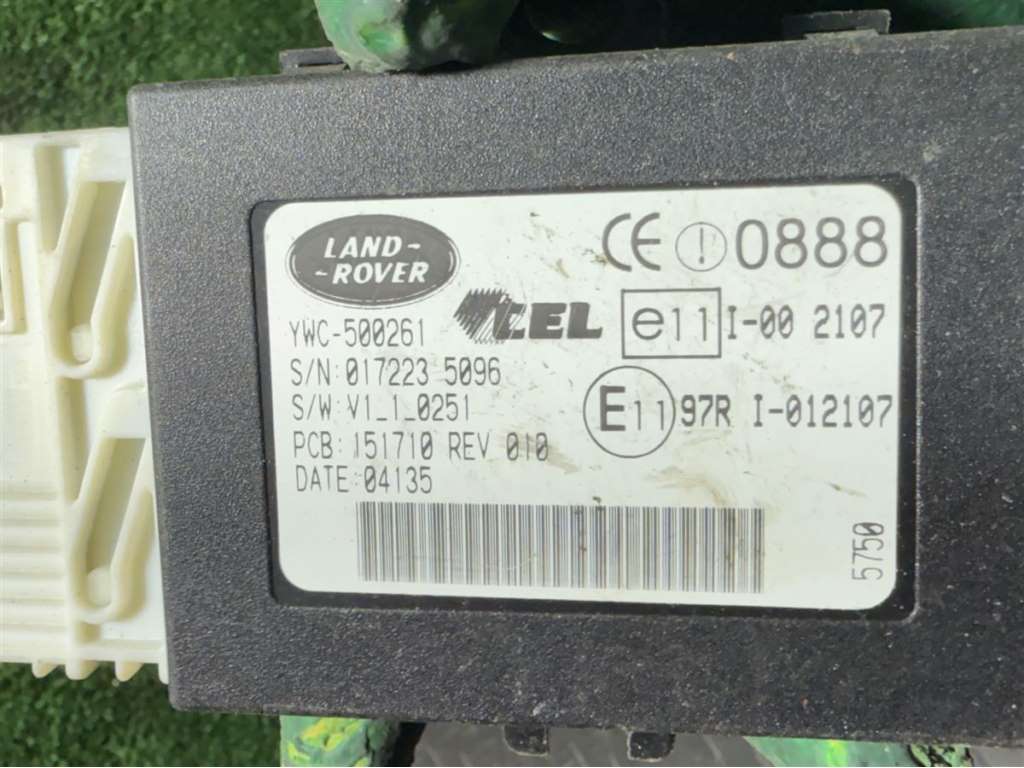 LAND-
-ROVER
CE ! 0888
CEL
e11 I-00 2107
YWC-500261
S/N: 017223 5096
S/W: V1_1_0251
E11 97R I-012107
PCB: 151710 REV 010
DATE: 04135
5750